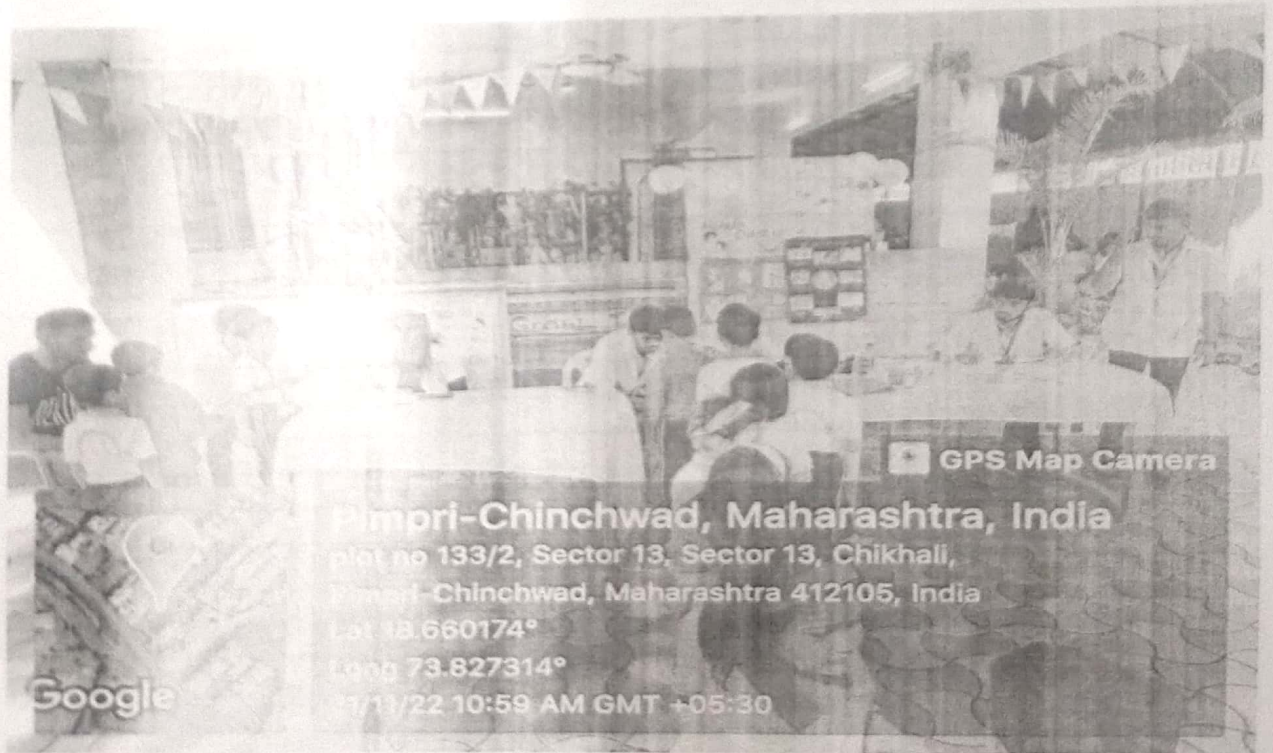 GPS Map Camera
Pimpri-Chinchwad, Maharashtra, India
plot no 133/2, Sector 13, Sector 13, Chikhali,
Pimpri-Chinchwad, Maharashtra 412105, India
Lat 18.660174°
Long 73.827314°
10:59 AM GMT +05:30
Google